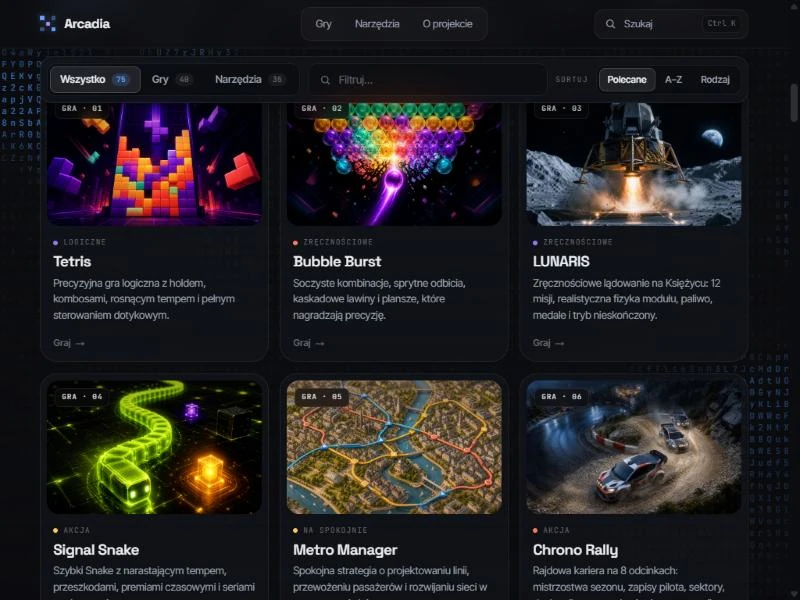 Arcadia
Gry Narzędzia O projekcie
Szukaj Ctrl K
Wszystko 75 Gry 40 Narzędzia 36 Filtruj... SORTUJ Polecane A–Z Rodzaj
GRA · 01 GRA · 02 GRA · 03
LOGICZNE
Tetris
Precyzyjna gra logiczna z holdem,
kombosami, rosnącym tempem i pełnym
sterowaniem dotykowym.
Graj →
ZRĘCZNOŚCIOWE
Bubble Burst
Soczyste kombinacje, sprytne odbicia,
kaskadowe lawiny i plansze, które
nagradzają precyzję.
Graj →
ZRĘCZNOŚCIOWE
LUNARIS
Zręcznościowe lądowanie na Księżycu: 12
misji, realistyczna fizyka modułu, paliwo,
medale i tryb nieskończony.
Graj →
GRA · 04 GRA · 05 GRA · 06
AKCJA
Signal Snake
Szybki Snake z narastającym tempem,
przeszkodami, premiami czasowymi i seriami
NA SPOKOJNIE
Metro Manager
Spokojna strategia o projektowaniu linii,
przewożeniu pasażerów i rozwijaniu sieci w
AKCJA
Chrono Rally
Rajdowa kariera na 8 odcinkach:
mistrzostwa sezonu, zapisy pilota, sektory,